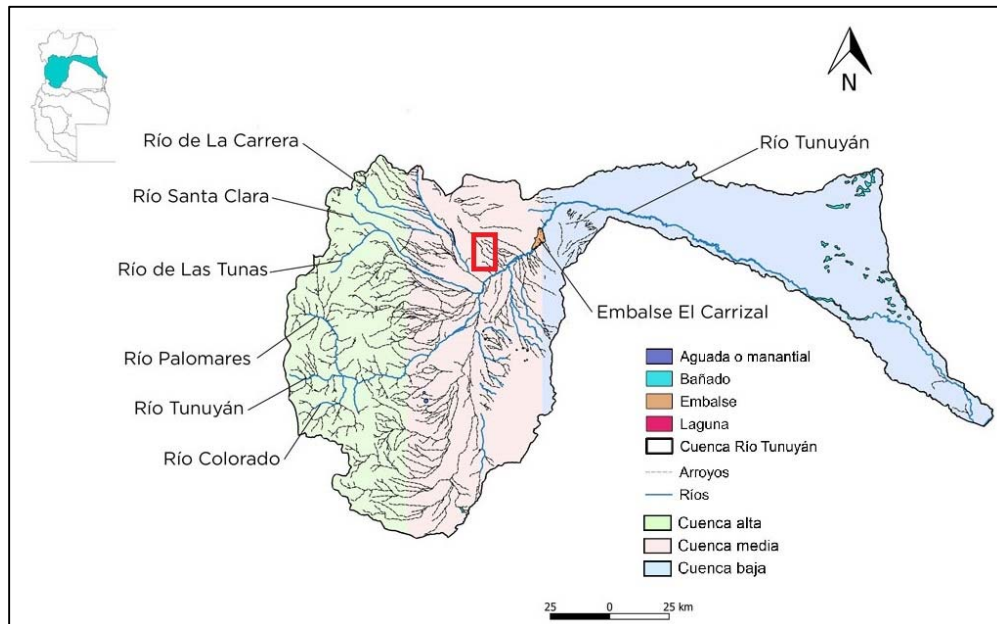 N
Río de La Carrera
Río Tunuyán
Río Santa Clara
Río de Las Tunas
Embalse El Carrizal
Río Palomares
Río Tunuyán
Río Colorado
Aguada o manantial
Bañado
Embalse
Laguna
Cuenca Río Tunuyán
Arroyos
Ríos
Cuenca alta
Cuenca media
Cuenca baja
25 0 25 km